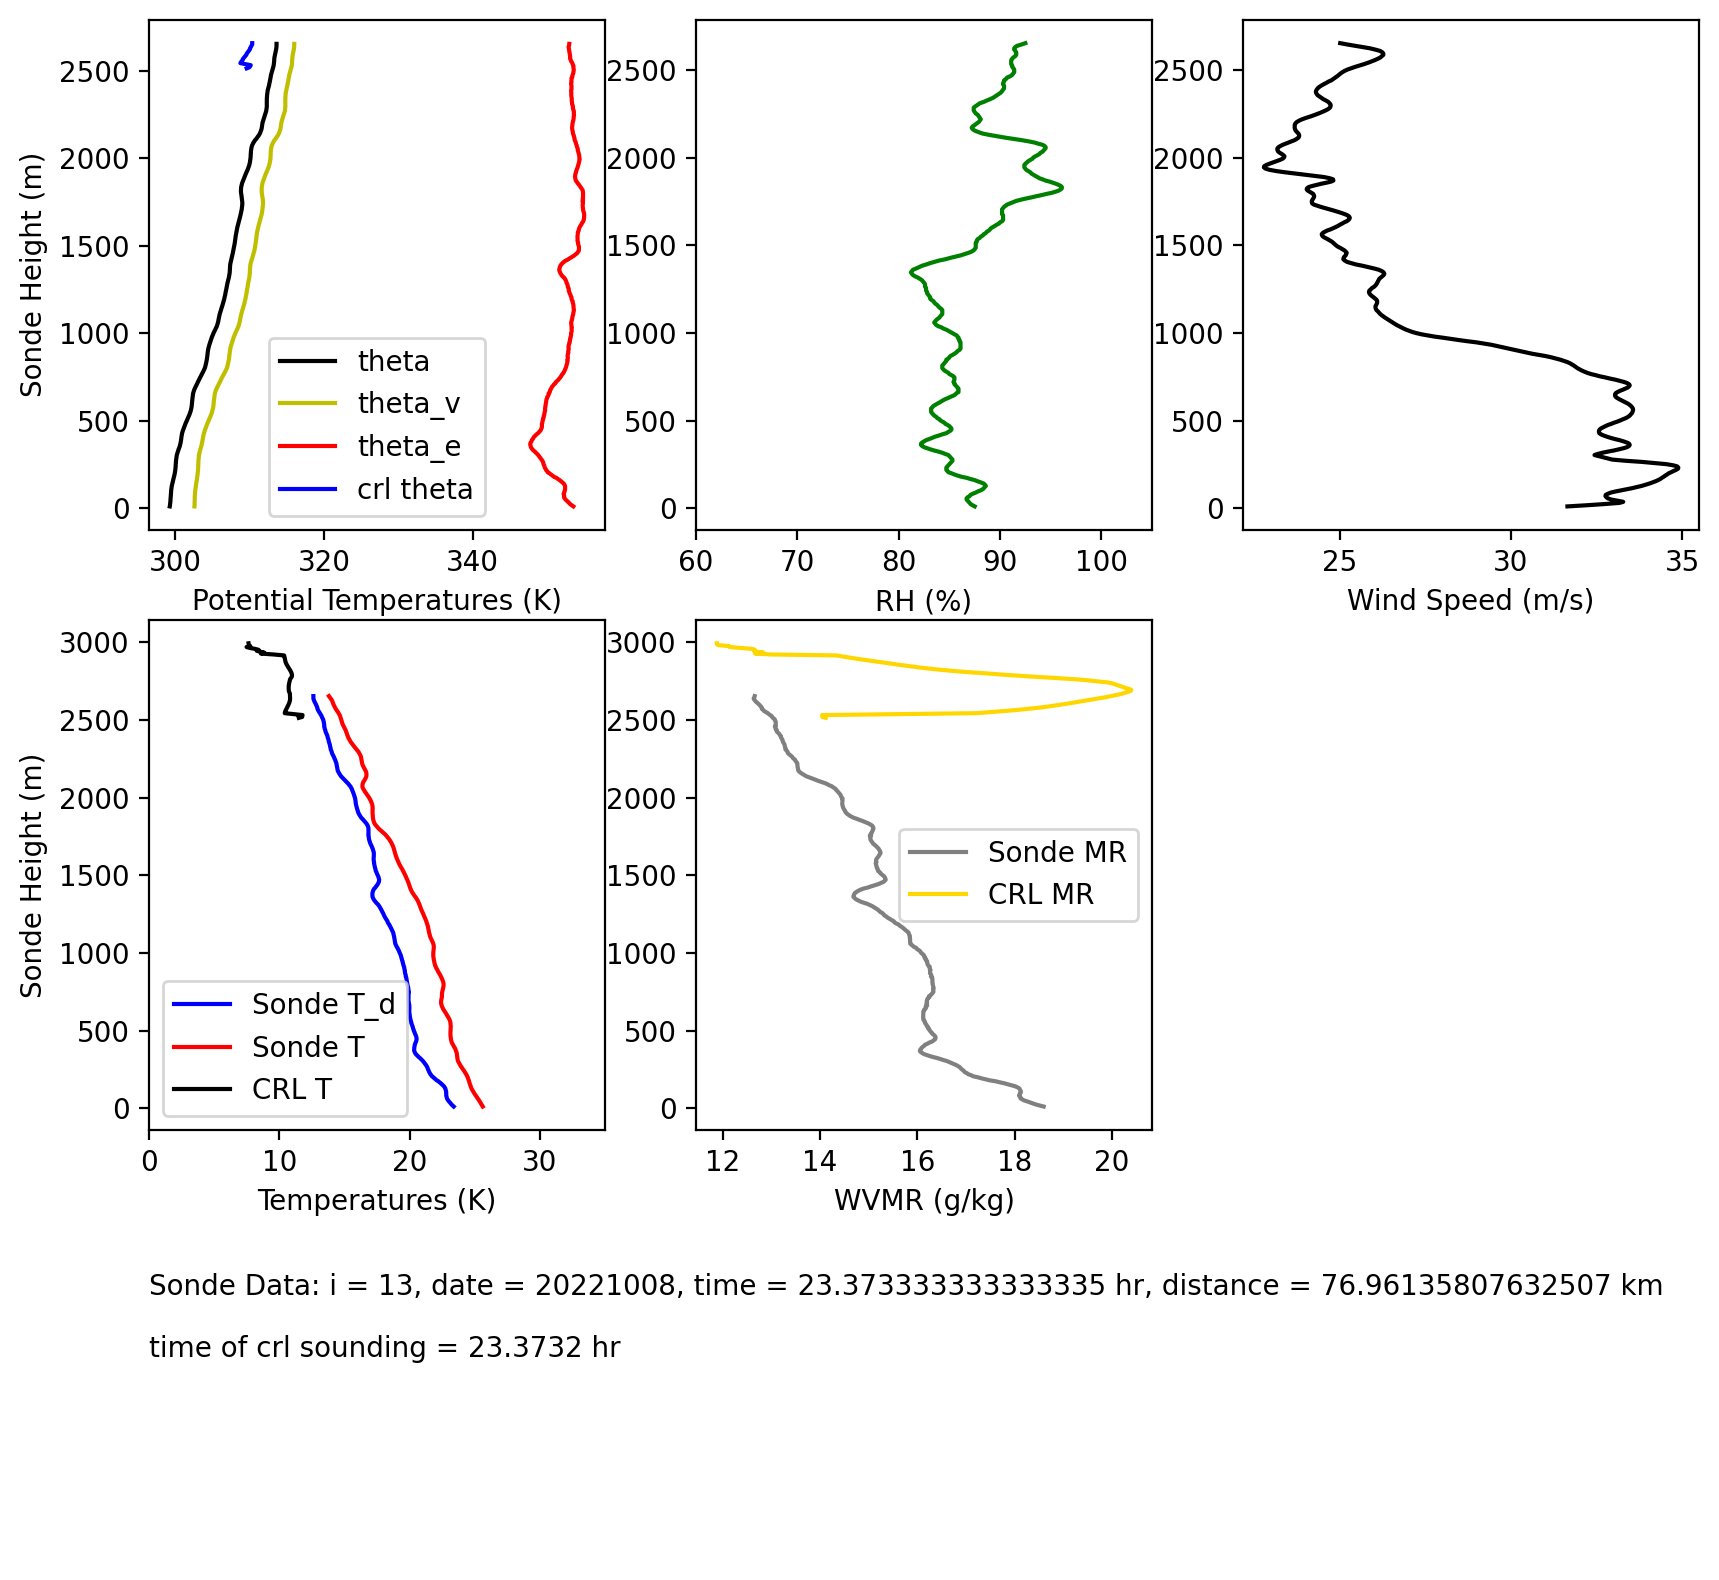 2500
2000
1500
1000
500
0
Sonde Height (m)
theta
theta_v
theta_e
crl theta
300 320 340
Potential Temperatures (K)
2500
2000
1500
1000
500
0
60 70 80 90 100
RH (%)
2500
2000
1500
1000
500
0
25 30 35
Wind Speed (m/s)
3000
2500
2000
1500
1000
500
0
Sonde Height (m)
Sonde T_d
Sonde T
CRL T
0 10 20 30
Temperatures (K)
3000
2500
2000
1500
1000
500
0
Sonde MR
CRL MR
12 14 16 18 20
WVMR (g/kg)
Sonde Data: i = 13, date = 20221008, time = 23.373333333333335 hr, distance = 76.96135807632507 km
time of crl sounding = 23.3732 hr